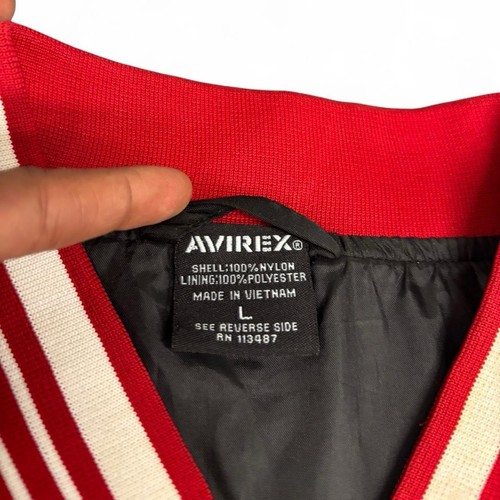 AVIREX®
SHELL:100%NYLON
LINING:100%POLYESTER
MADE IN VIETNAM
L
SEE REVERSE SIDE
RN 113487